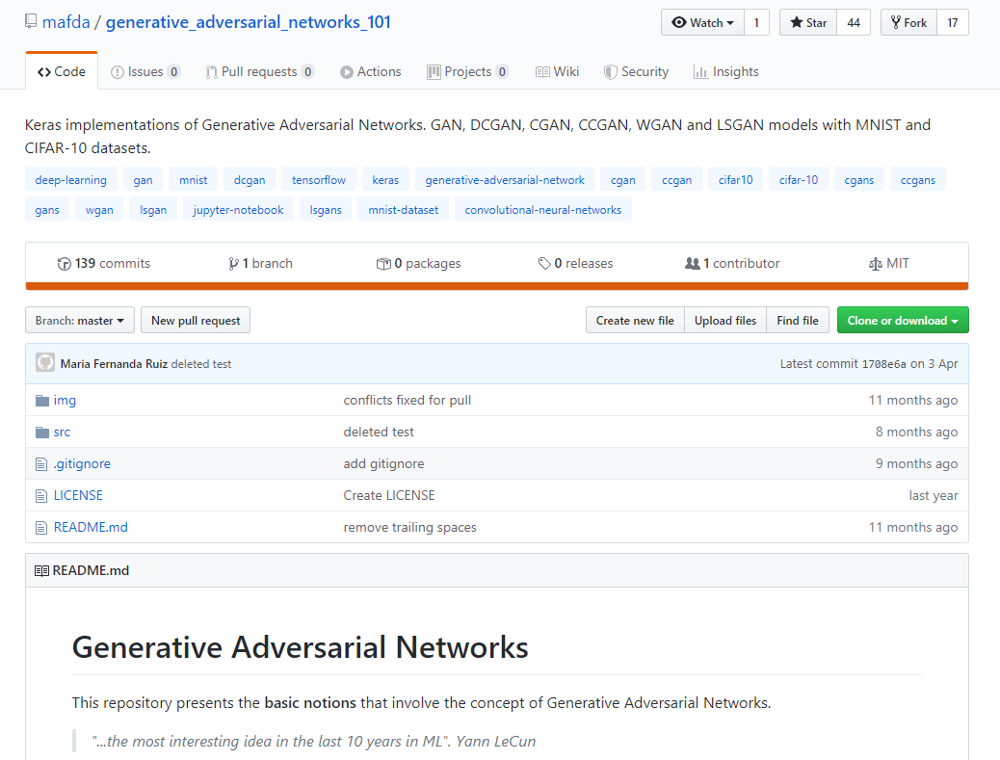 mafda / generative_adversarial_networks_101
Watch 1 Star 44 Fork 17
Code Issues 0 Pull requests 0 Actions Projects 0 Wiki Security Insights
Keras implementations of Generative Adversarial Networks. GAN, DCGAN, CGAN, CCGAN, WGAN and LSGAN models with MNIST and
CIFAR-10 datasets.
deep-learning gan mnist dcgan tensorflow keras generative-adversarial-network cgan ccgan cifar10 cifar-10 cgans ccgans
gans wgan lsgan jupyter-notebook lsgans mnist-dataset convolutional-neural-networks
139 commits 1 branch 0 packages 0 releases 1 contributor MIT
Branch: master New pull request Create new file Upload files Find file Clone or download
Maria Fernanda Ruiz deleted test Latest commit 1708e6a on 3 Apr
img conflicts fixed for pull 11 months ago
src deleted test 8 months ago
.gitignore add gitignore 9 months ago
LICENSE Create LICENSE last year
README.md remove trailing spaces 11 months ago
README.md
Generative Adversarial Networks
This repository presents the basic notions that involve the concept of Generative Adversarial Networks.
"...the most interesting idea in the last 10 years in ML". Yann LeCun